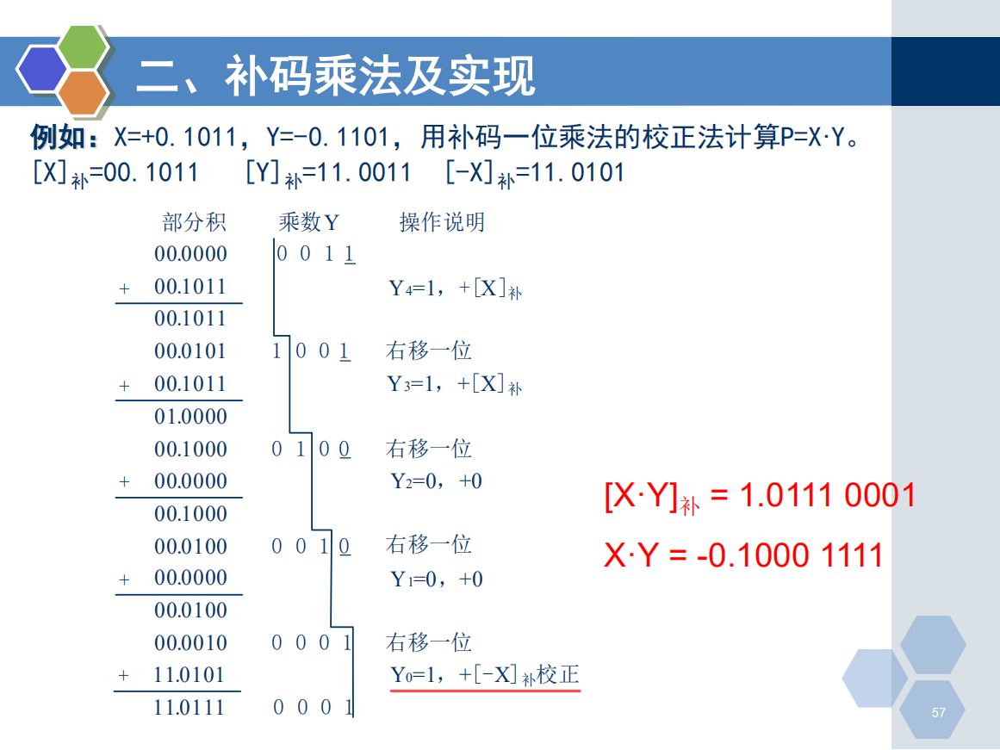 二、补码乘法及实现
例如：X=+0.1011，Y=-0.1101，用补码一位乘法的校正法计算P=X·Y。
[X]补=00.1011 [Y]补=11.0011 [-X]补=11.0101
部分积 乘数Y 操作说明
00.0000 0 0 1 1
+ 00.1011 Y4=1，+[X]补
00.1011
00.0101 1 0 0 1 右移一位
+ 00.1011 Y3=1，+[X]补
01.0000
00.1000 0 1 0 0 右移一位
+ 00.0000 Y2=0，+0
00.1000
00.0100 0 0 1 0 右移一位
+ 00.0000 Y1=0，+0
00.0100
00.0010 0 0 0 1 右移一位
+ 11.0101 Y0=1，+[-X]补校正
11.0111 0 0 0 1
[X·Y]补 = 1.0111 0001
X·Y = -0.1000 1111
57